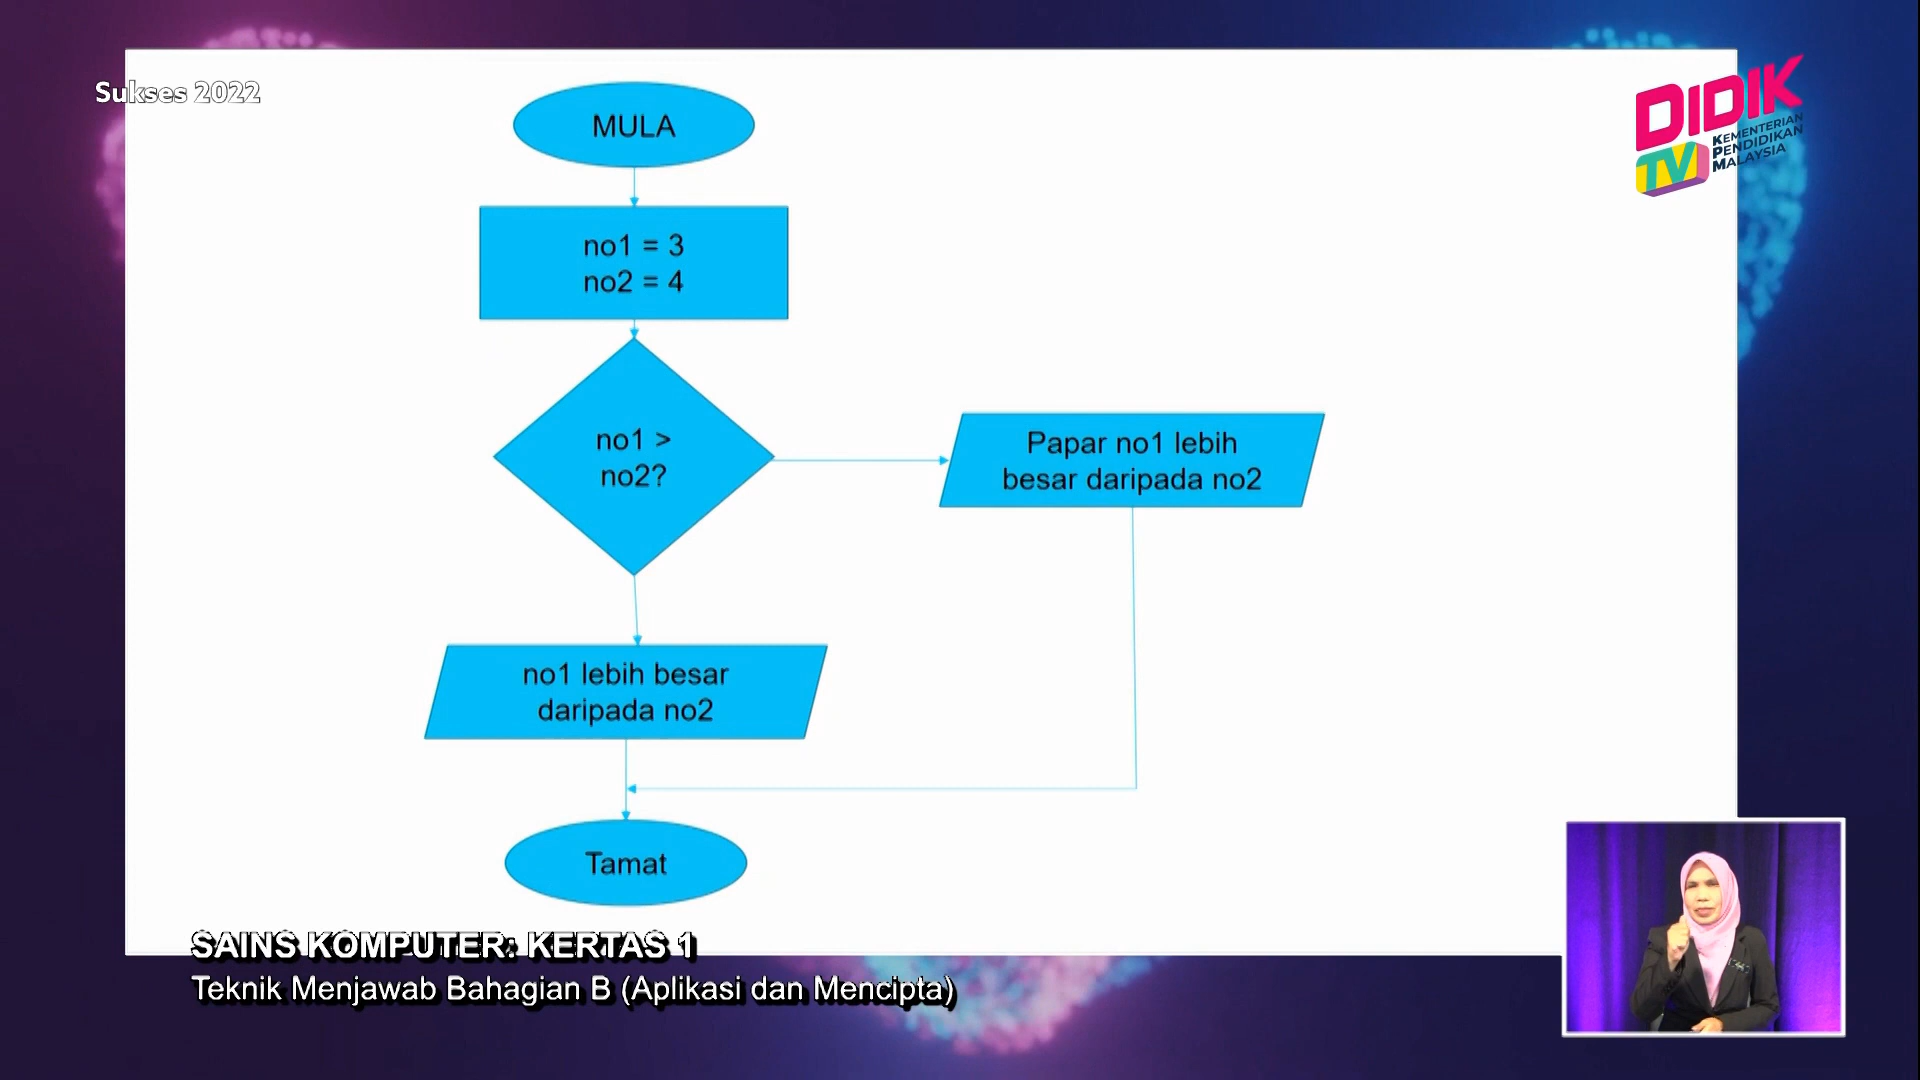 Sukses 2022
DIDIK
TV
KEMENTERIAN
PENDIDIKAN
MALAYSIA
MULA
no1 = 3
no2 = 4
no1 >
no2?
Papar no1 lebih
besar daripada no2
no1 lebih besar
daripada no2
Tamat
SAINS KOMPUTER: KERTAS 1
Teknik Menjawab Bahagian B (Aplikasi dan Mencipta)